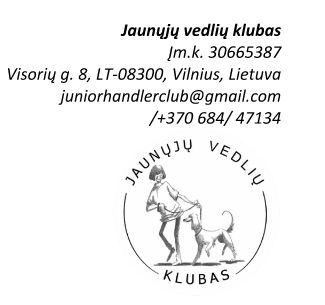 Jaunųjų vedlių klubas
Įm.k. 30665387
Visorių g. 8, LT-08300, Vilnius, Lietuva
juniorhandlerclub@gmail.com
/+370 684/ 47134
JAUNŲJŲ VEDLIŲ
KLUBAS